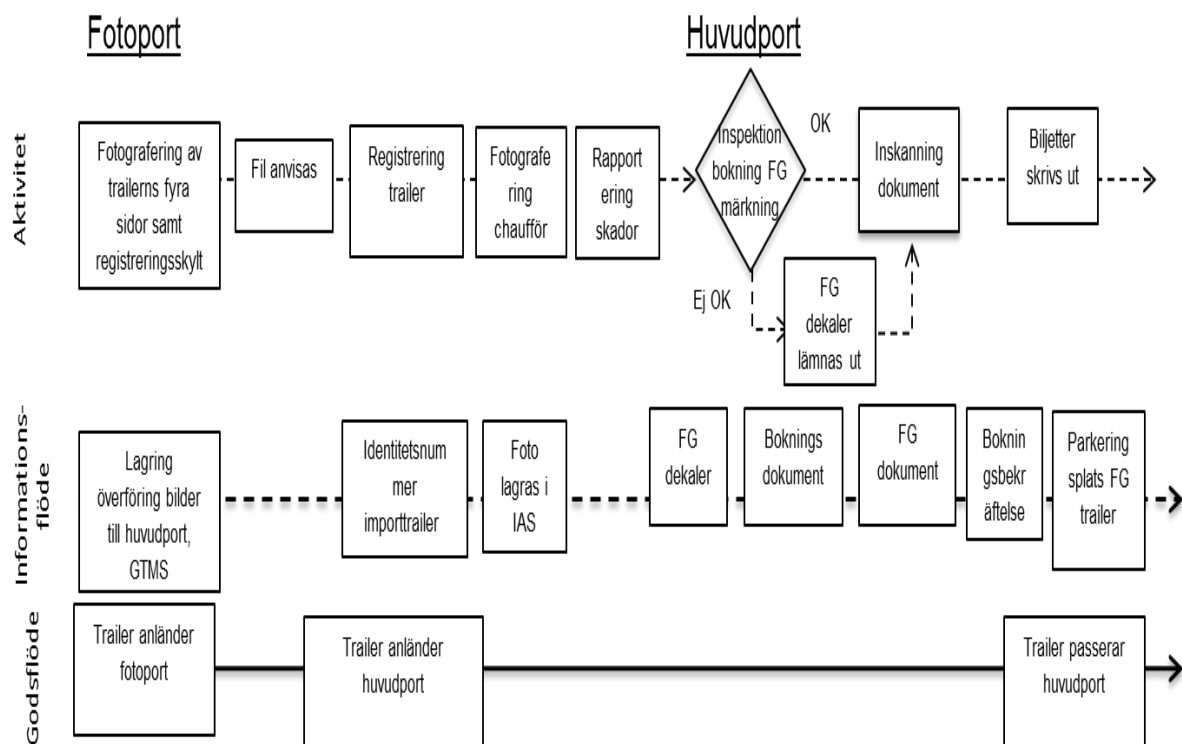 Fotoport
Huvudport
Aktivitet
Fotografering av
trailerns fyra
sidor samt
registreringsskylt
Fil anvisas
Registrering
trailer
Fotografe
ring
chaufför
Rapport
ering
skador
Inspektion
bokning FG
märkning
OK
Ej OK
FG
dekaler
lämnas ut
Inskanning
dokument
Biljetter
skrivs ut
Informations-
flöde
Lagring
överföring bilder
till huvudport,
GTMS
Identitetsnum
mer
importtrailer
Foto
lagras i
IAS
FG
dekaler
Boknings
dokument
FG
dokument
Boknin
gsbekr
äftelse
Parkering
splats FG
trailer
Godsflöde
Trailer anländer
fotoport
Trailer anländer
huvudport
Trailer passerar
huvudport